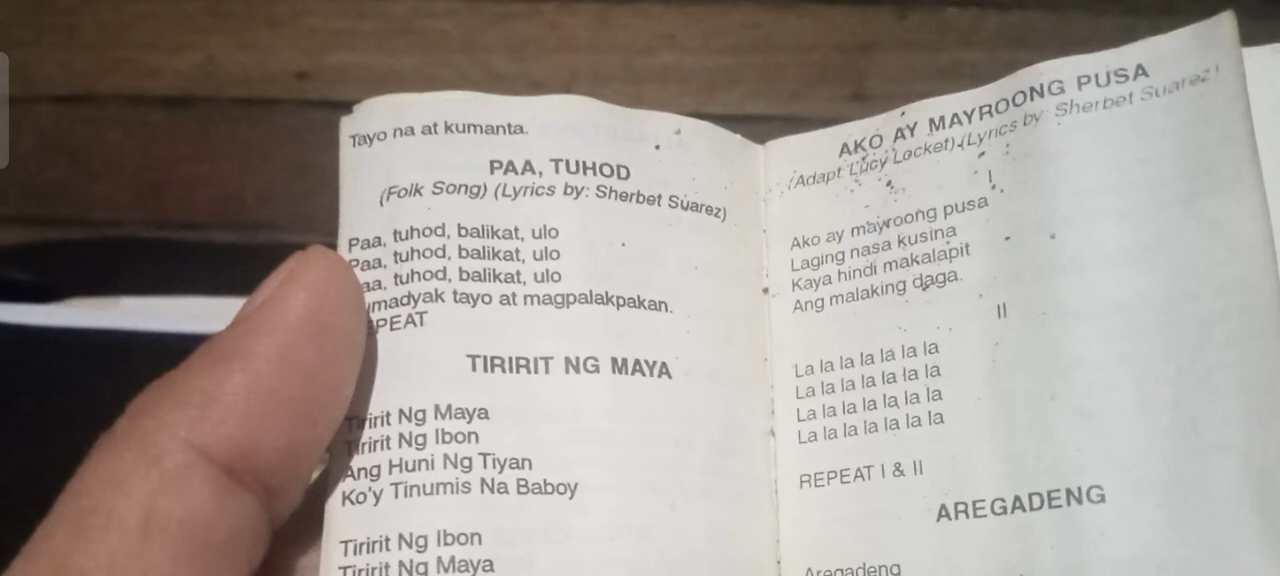 Tayo na at kumanta.
PAA, TUHOD
(Folk Song) (Lyrics by: Sherbet Suarez)
Paa, tuhod, balikat, ulo
Paa, tuhod, balikat, ulo
aa, tuhod, balikat, ulo
madyak tayo at magpalakpakan.
EPEAT
TIRIRIT NG MAYA
Tiririt Ng Maya
Tiririt Ng Ibon
Ang Huni Ng Tiyan
Ko'y Tinumis Na Baboy
Tiririt Ng Ibon
Tiririt Ng Maya
AKO AY MAYROONG PUSA
(Adapt Lucy Locket) (Lyrics by: Sherbet Suarez)
I
Ako ay mayroong pusa
Laging nasa kusina
Kaya hindi makalapit
Ang malaking daga.
II
La la la la la la la
La la la la la la la
La la la la la la la
La la la la la la la
REPEAT I & II
AREGADENG
Aregadeng